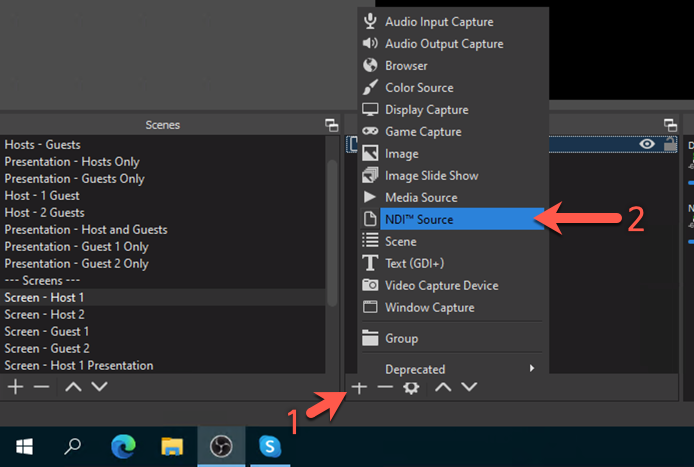 Audio Input Capture
Audio Output Capture
Browser
Color Source
Display Capture
Game Capture
Image
Image Slide Show
Media Source
NDI™ Source
2
Scene
Text (GDI+)
Video Capture Device
Window Capture
Group
Deprecated
1
Scenes
Hosts - Guests
Presentation - Hosts Only
Presentation - Guests Only
Host - 1 Guest
Host - 2 Guests
Presentation - Host and Guests
Presentation - Guest 1 Only
Presentation - Guest 2 Only
--- Screens ---
Screen - Host 1
Screen - Host 2
Screen - Guest 1
Screen - Guest 2
Screen - Host 1 Presentation